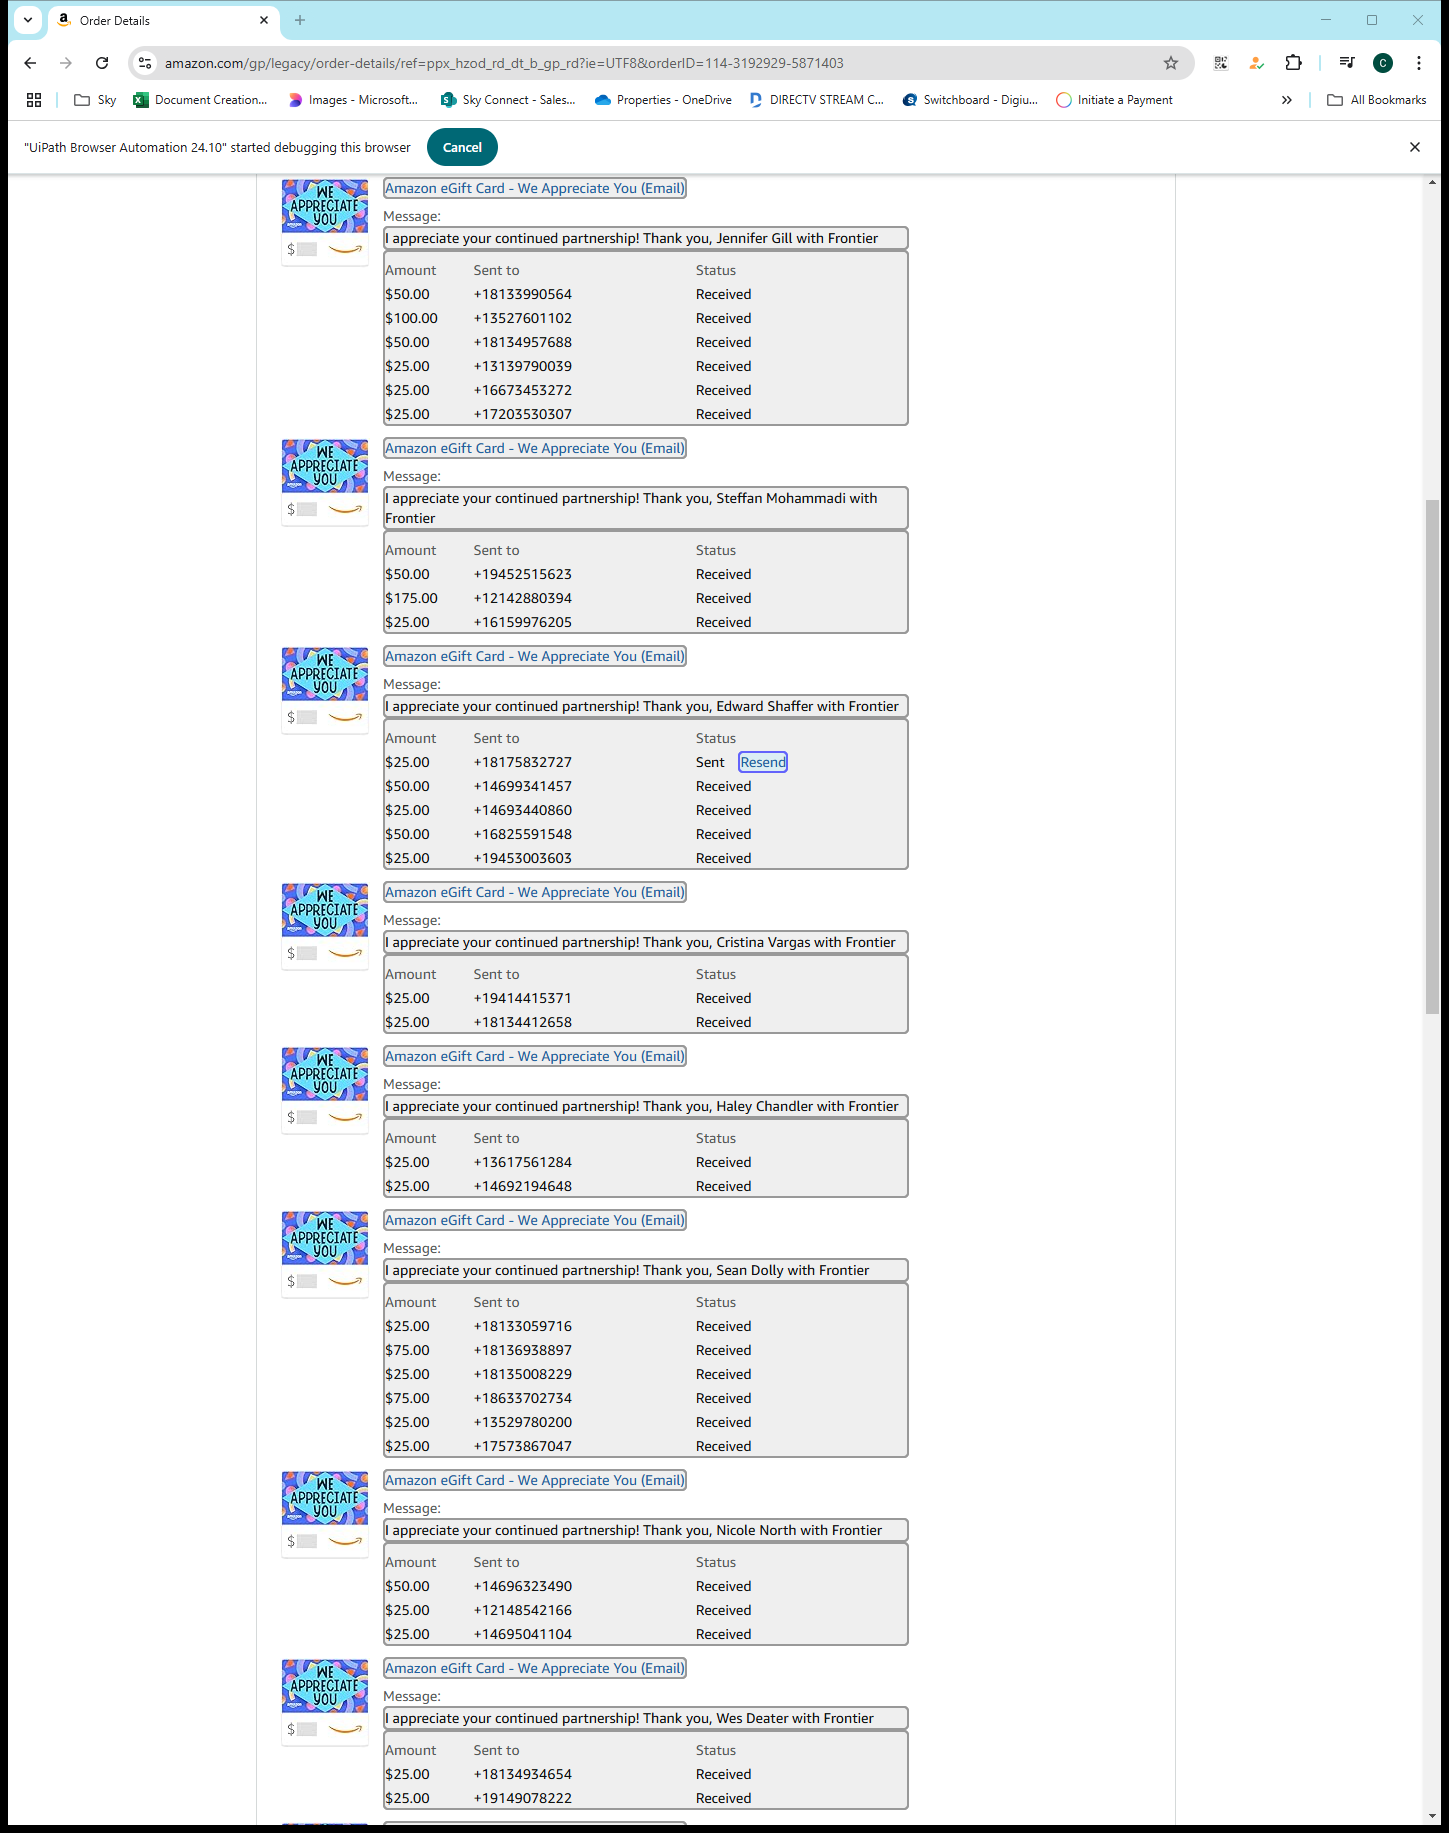 Order Details
amazon.com/gp/legacy/order-details/ref=ppx_hzod_rd_dt_b_gp_rd?ie=UTF8&orderID=114-3192929-5871403
C
Sky
Document Creation...
Images - Microsoft...
Sky Connect - Sales...
Properties - OneDrive
DIRECTV STREAM C...
Switchboard - Digiu...
Initiate a Payment
All Bookmarks
"UiPath Browser Automation 24.10" started debugging this browser
Cancel
WE APPRECIATE YOU
$
Amazon eGift Card - We Appreciate You (Email)
Message:
I appreciate your continued partnership! Thank you, Jennifer Gill with Frontier
Amount Sent to Status
$50.00 +18133990564 Received
$100.00 +13527601102 Received
$50.00 +18134957688 Received
$25.00 +13139790039 Received
$25.00 +16673453272 Received
$25.00 +17203530307 Received
WE APPRECIATE YOU
$
Amazon eGift Card - We Appreciate You (Email)
Message:
I appreciate your continued partnership! Thank you, Steffan Mohammadi with
Frontier
Amount Sent to Status
$50.00 +19452515623 Received
$175.00 +12142880394 Received
$25.00 +16159976205 Received
WE APPRECIATE YOU
$
Amazon eGift Card - We Appreciate You (Email)
Message:
I appreciate your continued partnership! Thank you, Edward Shaffer with Frontier
Amount Sent to Status
$25.00 +18175832727 Sent Resend
$50.00 +14699341457 Received
$25.00 +14693440860 Received
$50.00 +16825591548 Received
$25.00 +19453003603 Received
WE APPRECIATE YOU
$
Amazon eGift Card - We Appreciate You (Email)
Message:
I appreciate your continued partnership! Thank you, Cristina Vargas with Frontier
Amount Sent to Status
$25.00 +19414415371 Received
$25.00 +18134412658 Received
WE APPRECIATE YOU
$
Amazon eGift Card - We Appreciate You (Email)
Message:
I appreciate your continued partnership! Thank you, Haley Chandler with Frontier
Amount Sent to Status
$25.00 +13617561284 Received
$25.00 +14692194648 Received
WE APPRECIATE YOU
$
Amazon eGift Card - We Appreciate You (Email)
Message:
I appreciate your continued partnership! Thank you, Sean Dolly with Frontier
Amount Sent to Status
$25.00 +18133059716 Received
$75.00 +18136938897 Received
$25.00 +18135008229 Received
$75.00 +18633702734 Received
$25.00 +13529780200 Received
$25.00 +17573867047 Received
WE APPRECIATE YOU
$
Amazon eGift Card - We Appreciate You (Email)
Message:
I appreciate your continued partnership! Thank you, Nicole North with Frontier
Amount Sent to Status
$50.00 +14696323490 Received
$25.00 +12148542166 Received
$25.00 +14695041104 Received
WE APPRECIATE YOU
$
Amazon eGift Card - We Appreciate You (Email)
Message:
I appreciate your continued partnership! Thank you, Wes Deater with Frontier
Amount Sent to Status
$25.00 +18134934654 Received
$25.00 +19149078222 Received